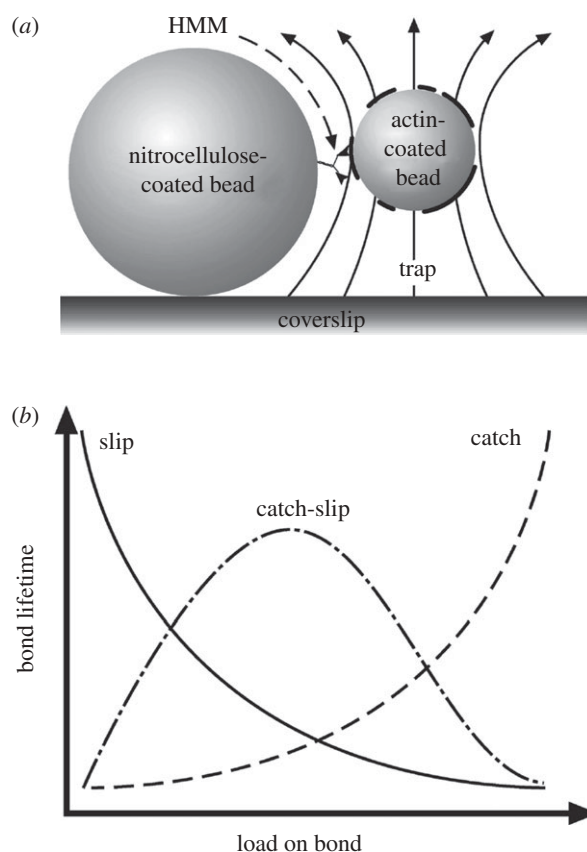 (a)
HMM
nitrocellulose-
coated bead
actin-
coated
bead
trap
coverslip
(b)
slip
catch
catch-slip
bond lifetime
load on bond